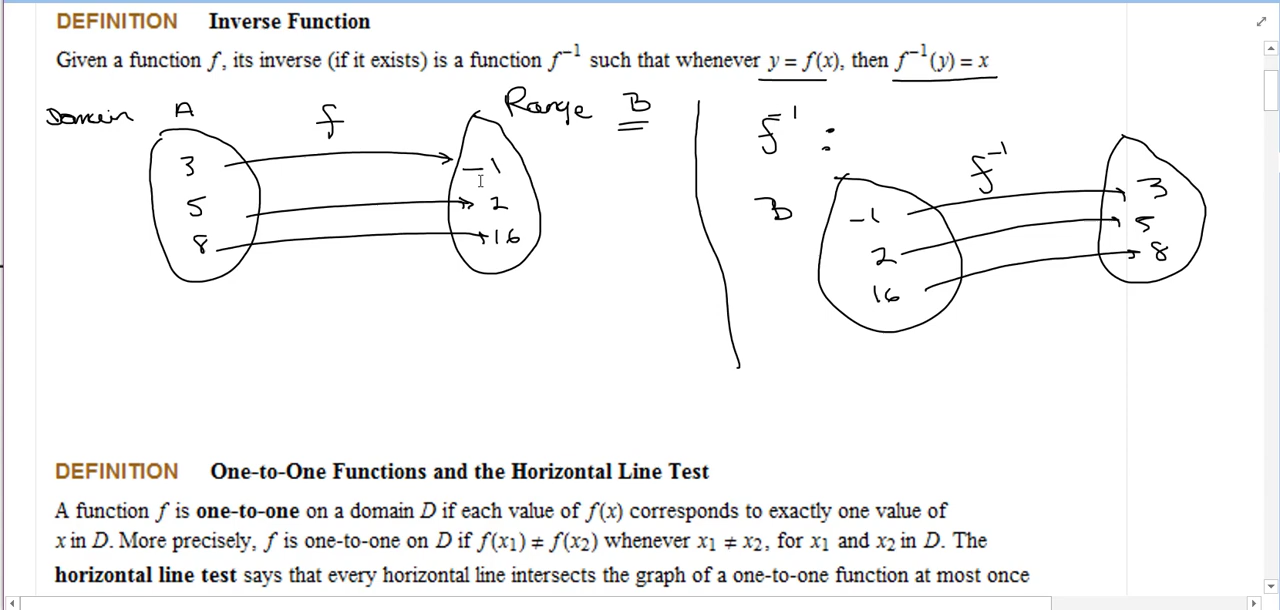 DEFINITION Inverse Function
Given a function f, its inverse (if it exists) is a function f⁻¹ such that whenever y = f(x), then f⁻¹(y) = x
Domain A f Range B
3 -1
5 2
8 16
f⁻¹ :
f⁻¹
B -1 3
2 5
16 8
DEFINITION One-to-One Functions and the Horizontal Line Test
A function f is one-to-one on a domain D if each value of f(x) corresponds to exactly one value of
x in D. More precisely, f is one-to-one on D if f(x₁) ≠ f(x₂) whenever x₁ ≠ x₂, for x₁ and x₂ in D. The
horizontal line test says that every horizontal line intersects the graph of a one-to-one function at most once